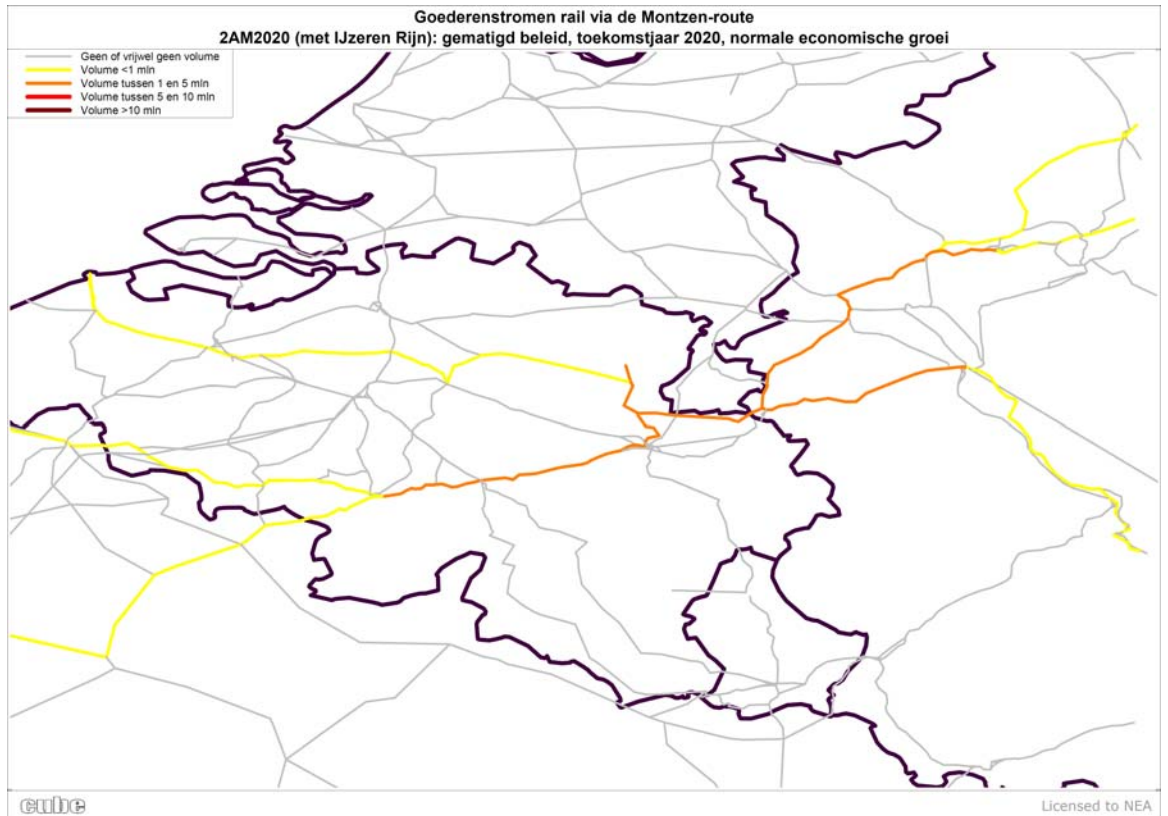 Goederenstromen rail via de Montzen-route
2AM2020 (met IJzeren Rijn): gematigd beleid, toekomstjaar 2020, normale economische groei
Geen of vrijwel geen volume
Volume <1 mln
Volume tussen 1 en 5 mln
Volume tussen 5 en 10 mln
Volume >10 mln
cube
Licensed to NEA